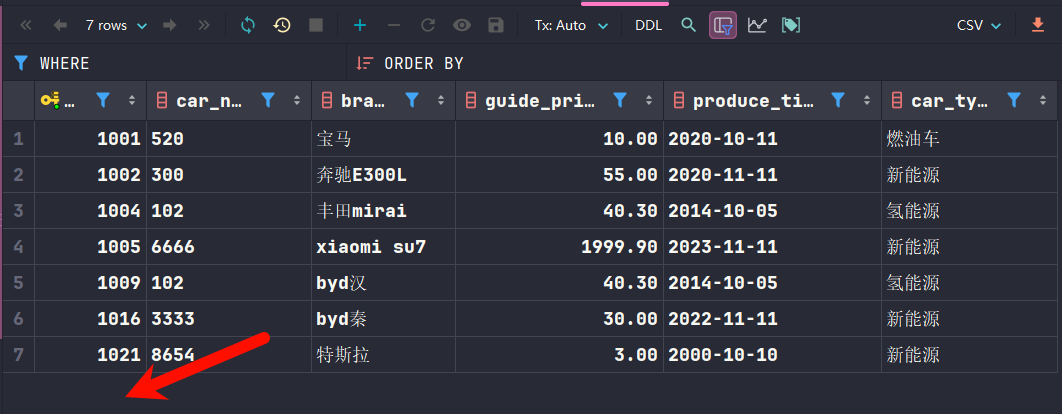 7 rows Tx: Auto DDL CSV
WHERE ORDER BY
... car_n... bra... guide_pri... produce_ti... car_ty...
1 1001 520 宝马 10.00 2020-10-11 燃油车
2 1002 300 奔驰E300L 55.00 2020-11-11 新能源
3 1004 102 丰田mirai 40.30 2014-10-05 氢能源
4 1005 6666 xiaomi su7 1999.90 2023-11-11 新能源
5 1009 102 byd汉 40.30 2014-10-05 氢能源
6 1016 3333 byd秦 30.00 2022-11-11 新能源
7 1021 8654 特斯拉 3.00 2000-10-10 新能源